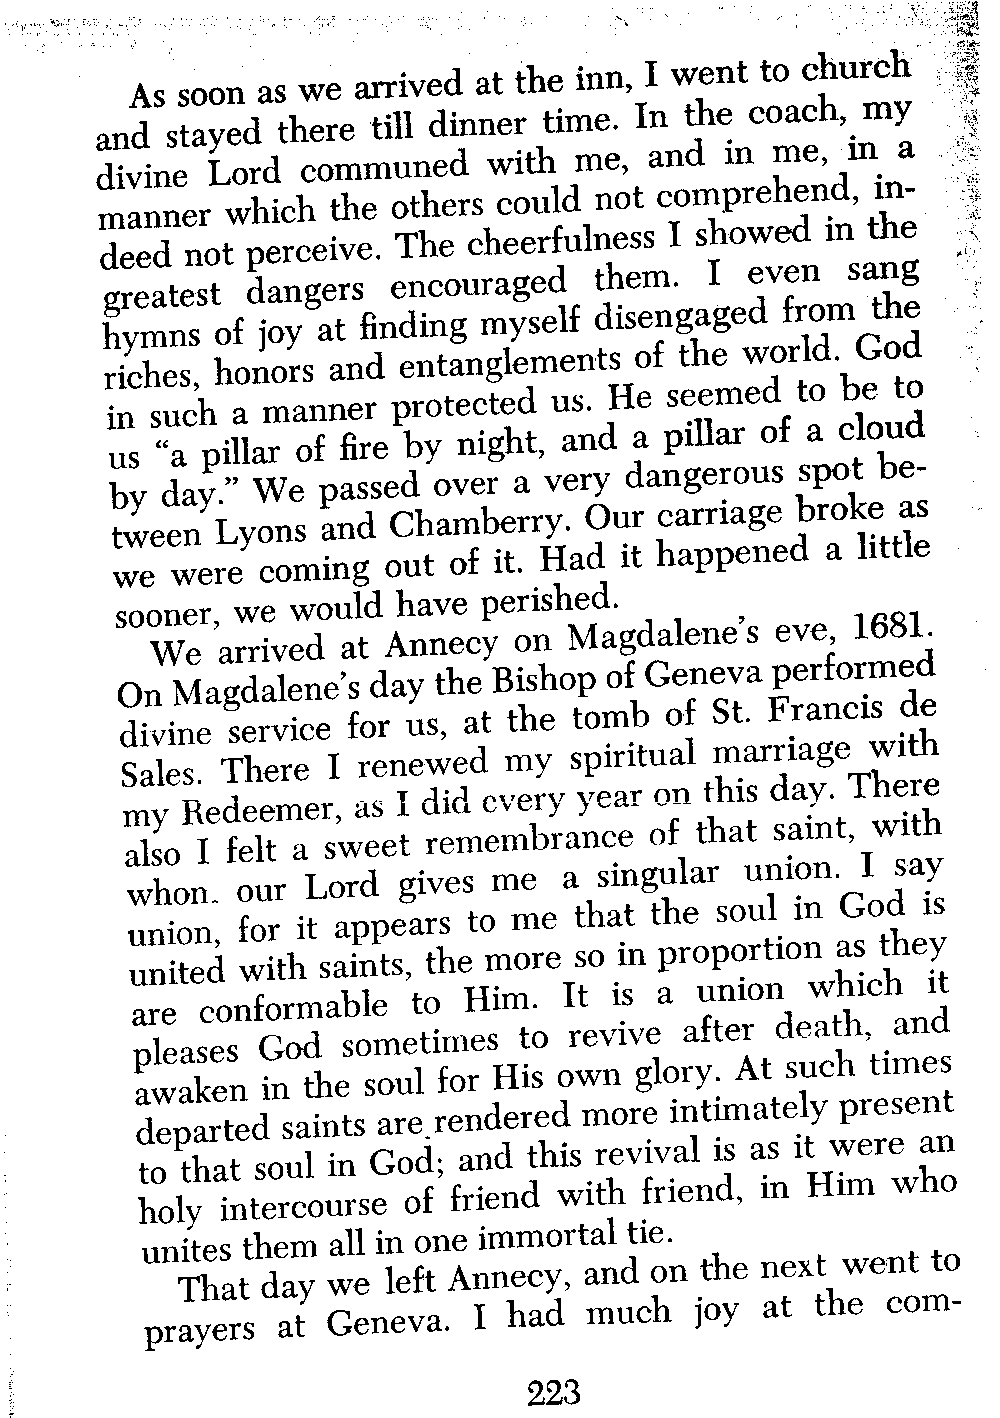 As soon as we arrived at the inn, I went to church
and stayed there till dinner time. In the coach, my
divine Lord communed with me, and in me, in a
manner which the others could not comprehend, in-
deed not perceive. The cheerfulness I showed in the
greatest dangers encouraged them. I even sang
hymns of joy at finding myself disengaged from the
riches, honors and entanglements of the world. God
in such a manner protected us. He seemed to be to
us “a pillar of fire by night, and a pillar of a cloud
by day.” We passed over a very dangerous spot be-
tween Lyons and Chamberry. Our carriage broke as
we were coming out of it. Had it happened a little
sooner, we would have perished.
We arrived at Annecy on Magdalene’s eve, 1681.
On Magdalene’s day the Bishop of Geneva performed
divine service for us, at the tomb of St. Francis de
Sales. There I renewed my spiritual marriage with
my Redeemer, as I did every year on this day. There
also I felt a sweet remembrance of that saint, with
whom our Lord gives me a singular union. I say
union, for it appears to me that the soul in God is
united with saints, the more so in proportion as they
are conformable to Him. It is a union which it
pleases God sometimes to revive after death, and
awaken in the soul for His own glory. At such times
departed saints are rendered more intimately present
to that soul in God; and this revival is as it were an
holy intercourse of friend with friend, in Him who
unites them all in one immortal tie.
That day we left Annecy, and on the next went to
prayers at Geneva. I had much joy at the com-
223